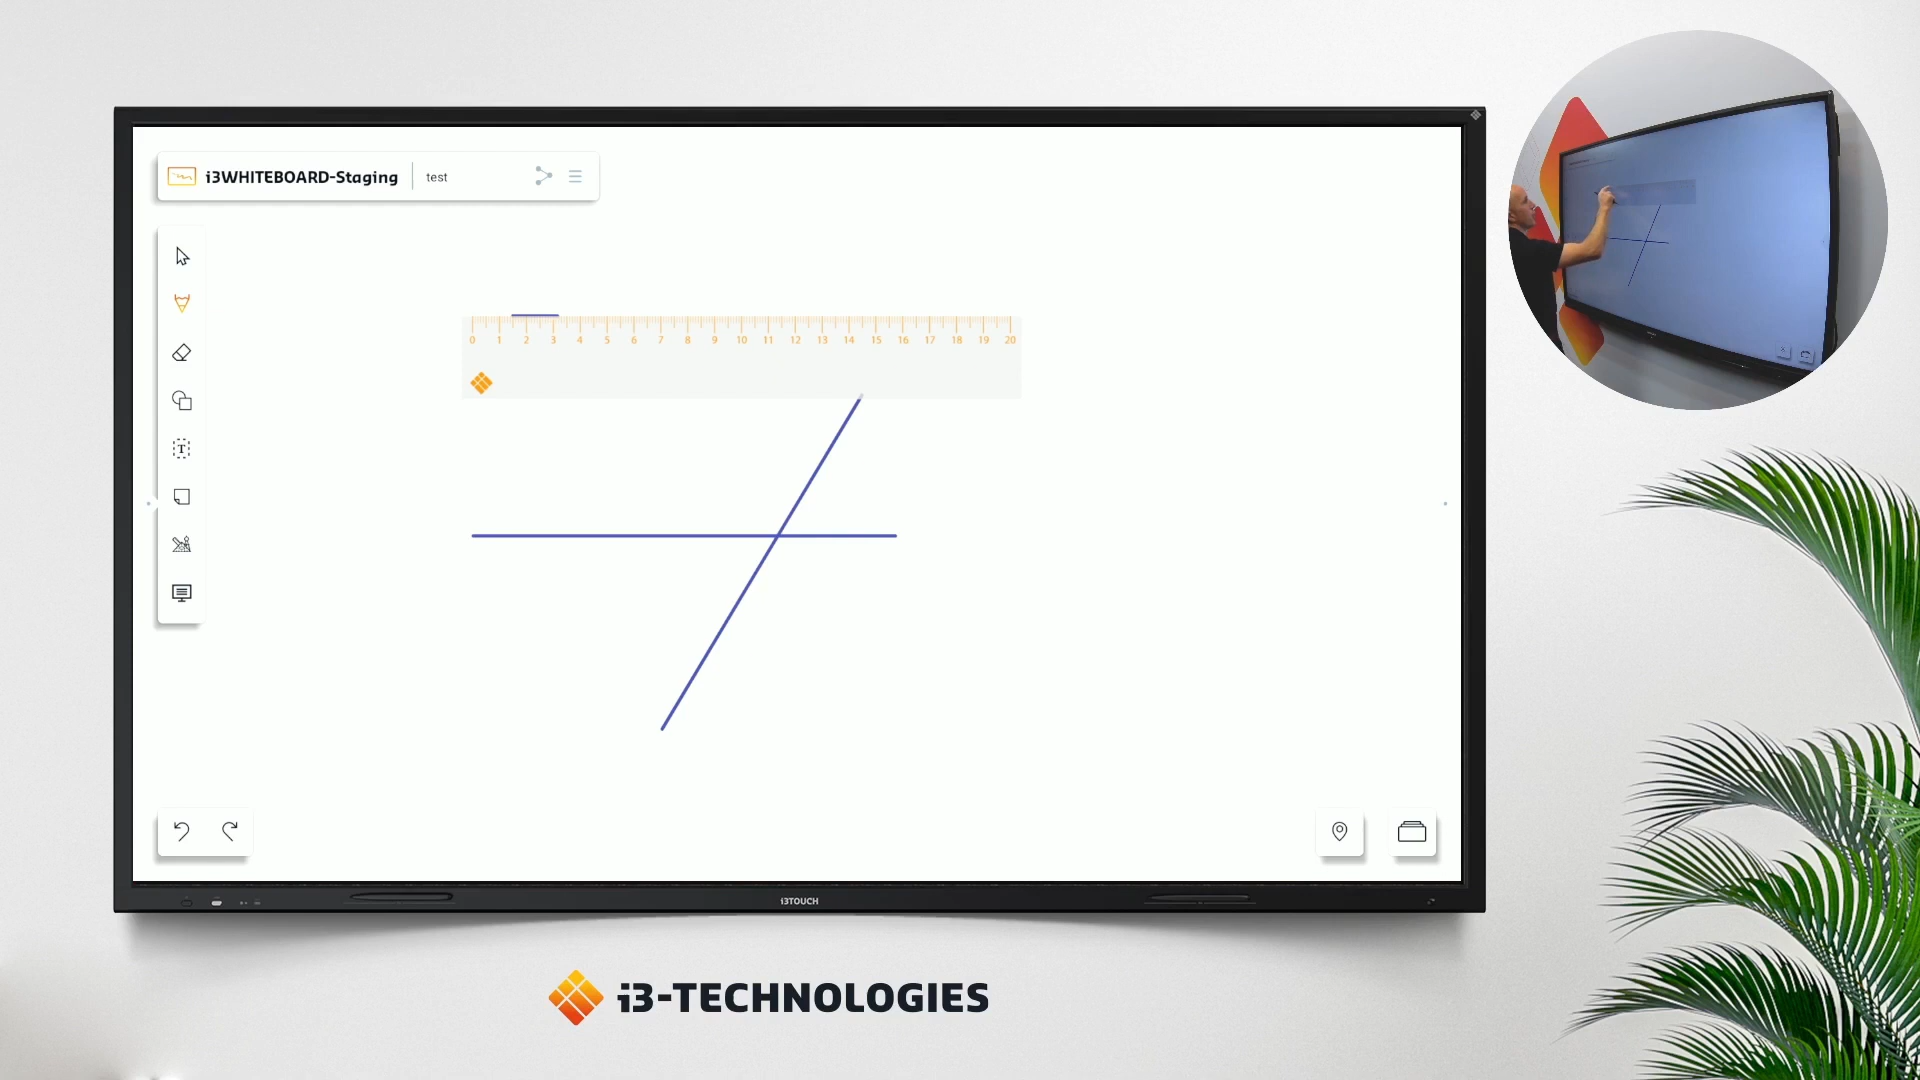 i3WHITEBOARD-Staging test
0 1 2 3 4 5 6 7 8 9 10 11 12 13 14 15 16 17 18 19 20
T
i3TOUCH
i3-TECHNOLOGIES